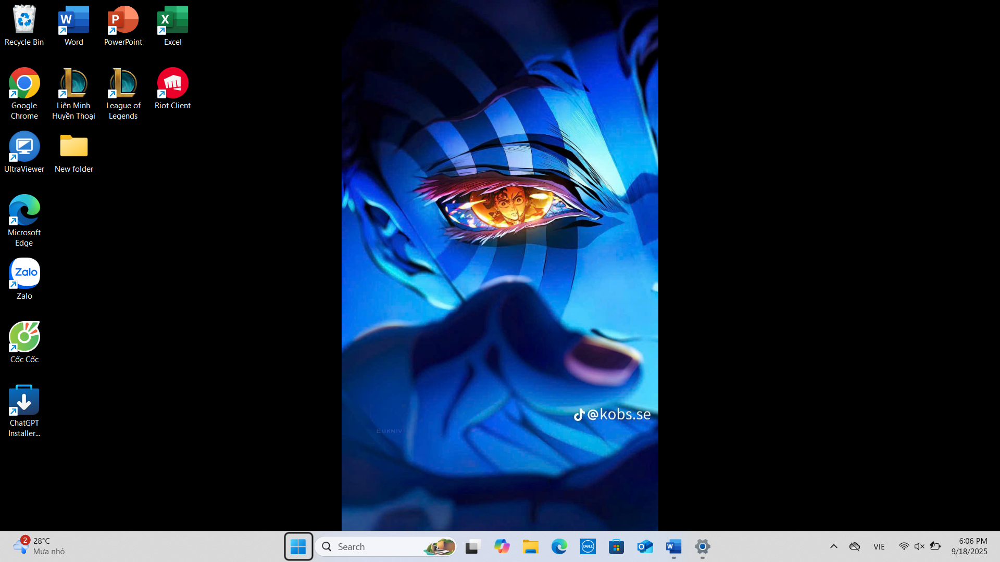 Recycle Bin
Word
PowerPoint
Excel
Google
Chrome
Liên Minh
Huyền Thoại
League of
Legends
Riot Client
UltraViewer
New folder
Microsoft
Edge
Zalo
Zalo
Cốc Cốc
ChatGPT
Installer...
@kobs.se
EUKNIV
2
28°C
Mưa nhỏ
Search
DELL
VIE
6:06 PM
9/18/2025